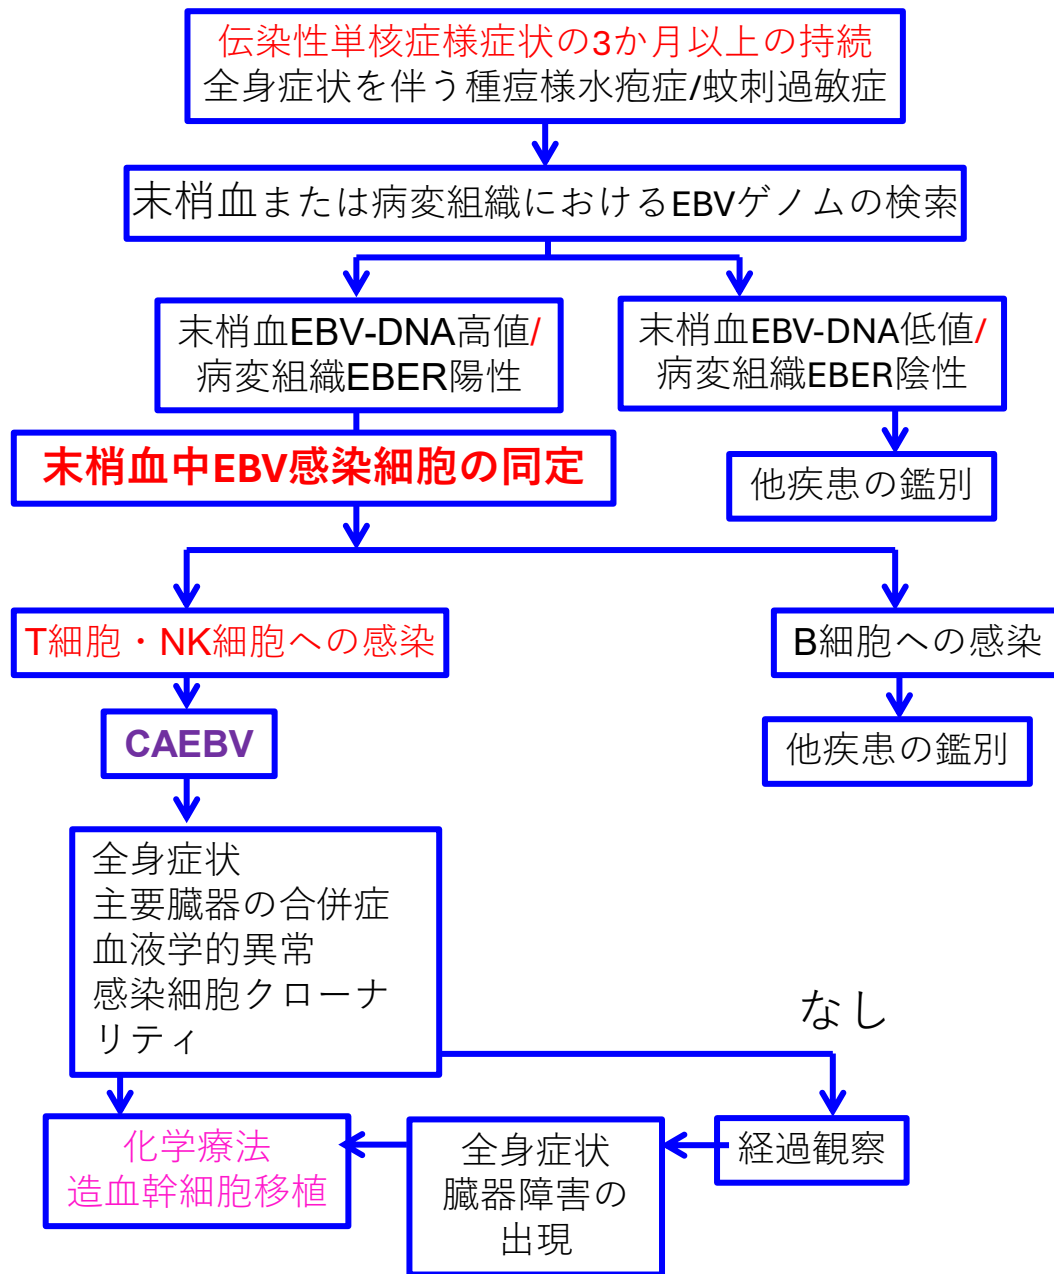 伝染性単核症様症状の3か月以上の持続
全身症状を伴う種痘様水疱症/蚊刺過敏症
末梢血または病変組織におけるEBVゲノムの検索
末梢血EBV-DNA高値/
病変組織EBER陽性
末梢血EBV-DNA低値/
病変組織EBER陰性
末梢血中EBV感染細胞の同定
他疾患の鑑別
T細胞・NK細胞への感染
B細胞への感染
CAEBV
他疾患の鑑別
全身症状
主要臓器の合併症
血液学的異常
感染細胞クローナ
リティ
なし
化学療法
造血幹細胞移植
全身症状
臓器障害の
出現
経過観察